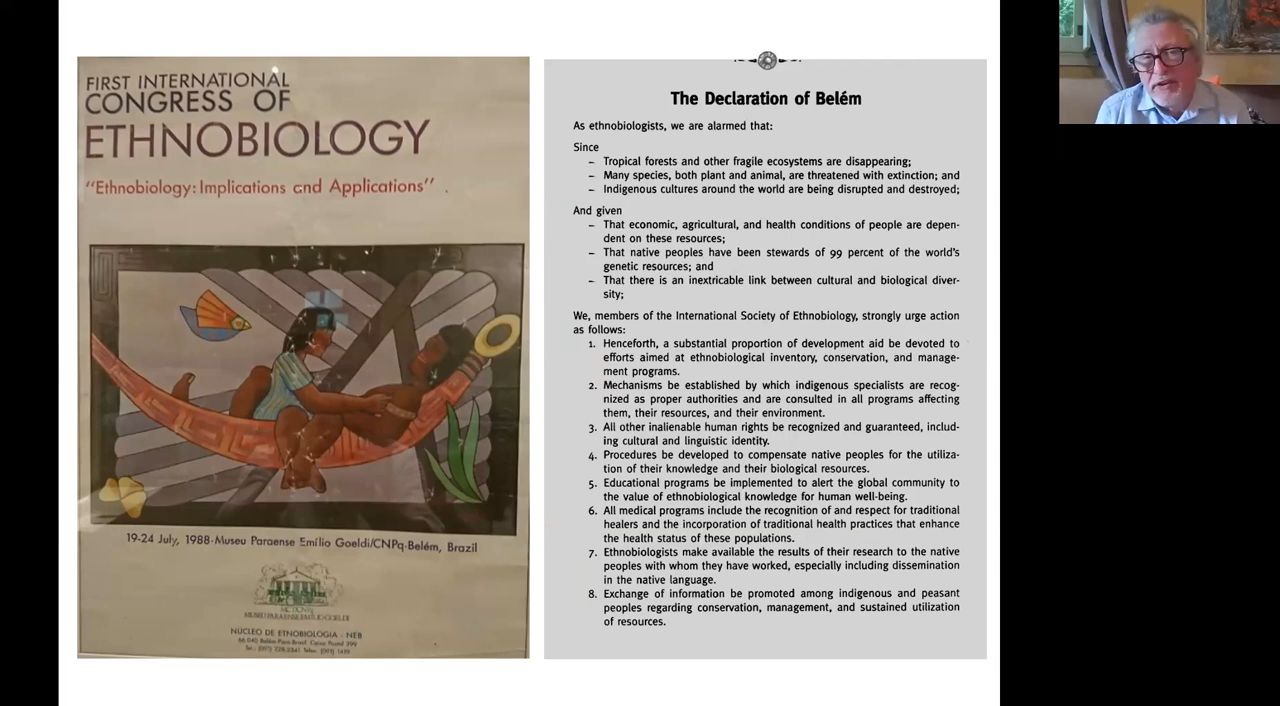 FIRST INTERNATIONAL
CONGRESS OF
ETHNOBIOLOGY
"Ethnobiology: Implications and Applications"
19-24 July, 1988-Museu Paraense Emílio Goeldi/CNPq-Belém, Brazil
MUSEU PARAENSE EMILIO GOELDI
NÚCLEO DE ETNOBIOLOGIA - NEB
The Declaration of Belém
As ethnobiologists, we are alarmed that:
Since
– Tropical forests and other fragile ecosystems are disappearing;
– Many species, both plant and animal, are threatened with extinction; and
– Indigenous cultures around the world are being disrupted and destroyed;
And given
– That economic, agricultural, and health conditions of people are depen-
dent on these resources;
– That native peoples have been stewards of 99 percent of the world's
genetic resources; and
– That there is an inextricable link between cultural and biological diver-
sity;
We, members of the International Society of Ethnobiology, strongly urge action
as follows:
1. Henceforth, a substantial proportion of development aid be devoted to
efforts aimed at ethnobiological inventory, conservation, and manage-
ment programs.
2. Mechanisms be established by which indigenous specialists are recog-
nized as proper authorities and are consulted in all programs affecting
them, their resources, and their environment.
3. All other inalienable human rights be recognized and guaranteed, includ-
ing cultural and linguistic identity.
4. Procedures be developed to compensate native peoples for the utiliza-
tion of their knowledge and their biological resources.
5. Educational programs be implemented to alert the global community to
the value of ethnobiological knowledge for human well-being.
6. All medical programs include the recognition of and respect for traditional
healers and the incorporation of traditional health practices that enhance
the health status of these populations.
7. Ethnobiologists make available the results of their research to the native
peoples with whom they have worked, especially including dissemination
in the native language.
8. Exchange of information be promoted among indigenous and peasant
peoples regarding conservation, management, and sustained utilization
of resources.